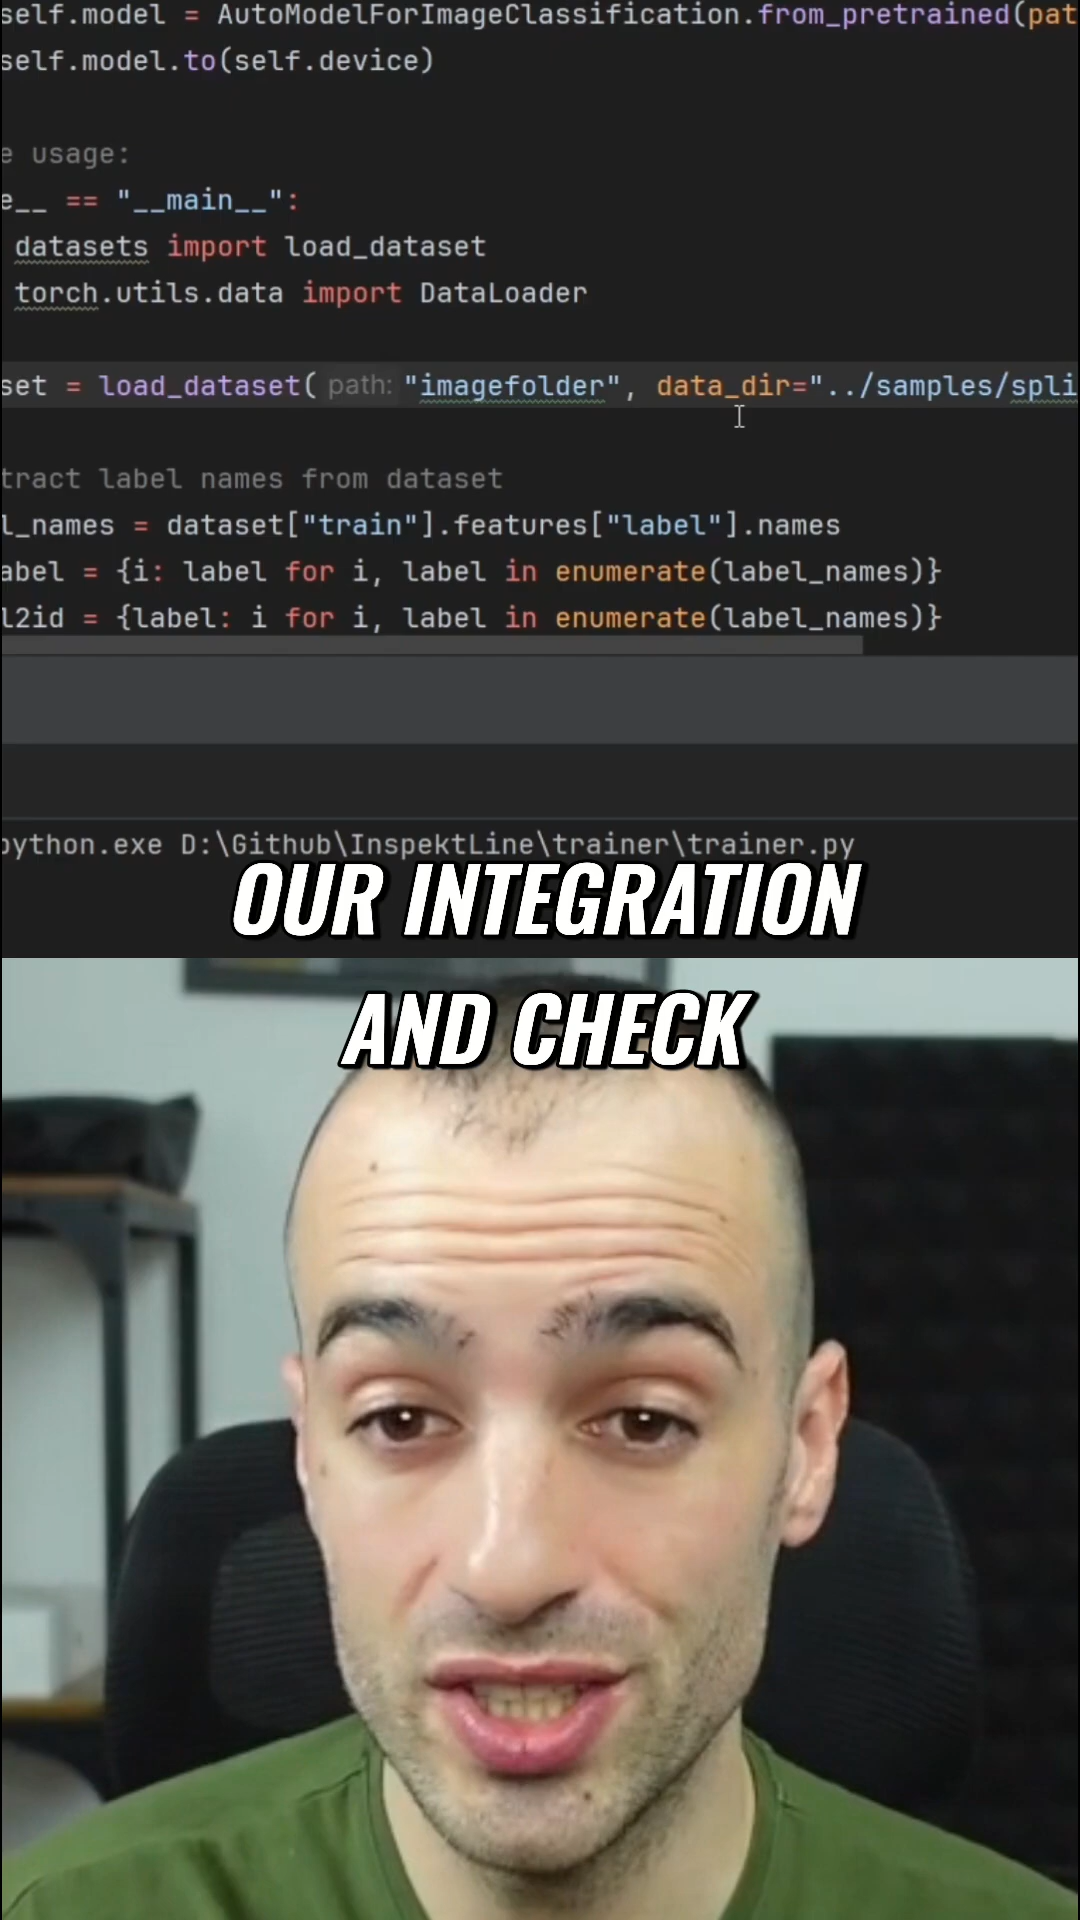 self.model = AutoModelForImageClassification.from_pretrained(pat
self.model.to(self.device)
e usage:
e__ == "__main__":
datasets import load_dataset
torch.utils.data import DataLoader
set = load_dataset( path: "imagefolder", data_dir="../samples/spli
tract label names from dataset
l_names = dataset["train"].features["label"].names
abel = {i: label for i, label in enumerate(label_names)}
l2id = {label: i for i, label in enumerate(label_names)}
python.exe D:\Github\InspektLine\trainer\trainer.py
OUR INTEGRATION
AND CHECK